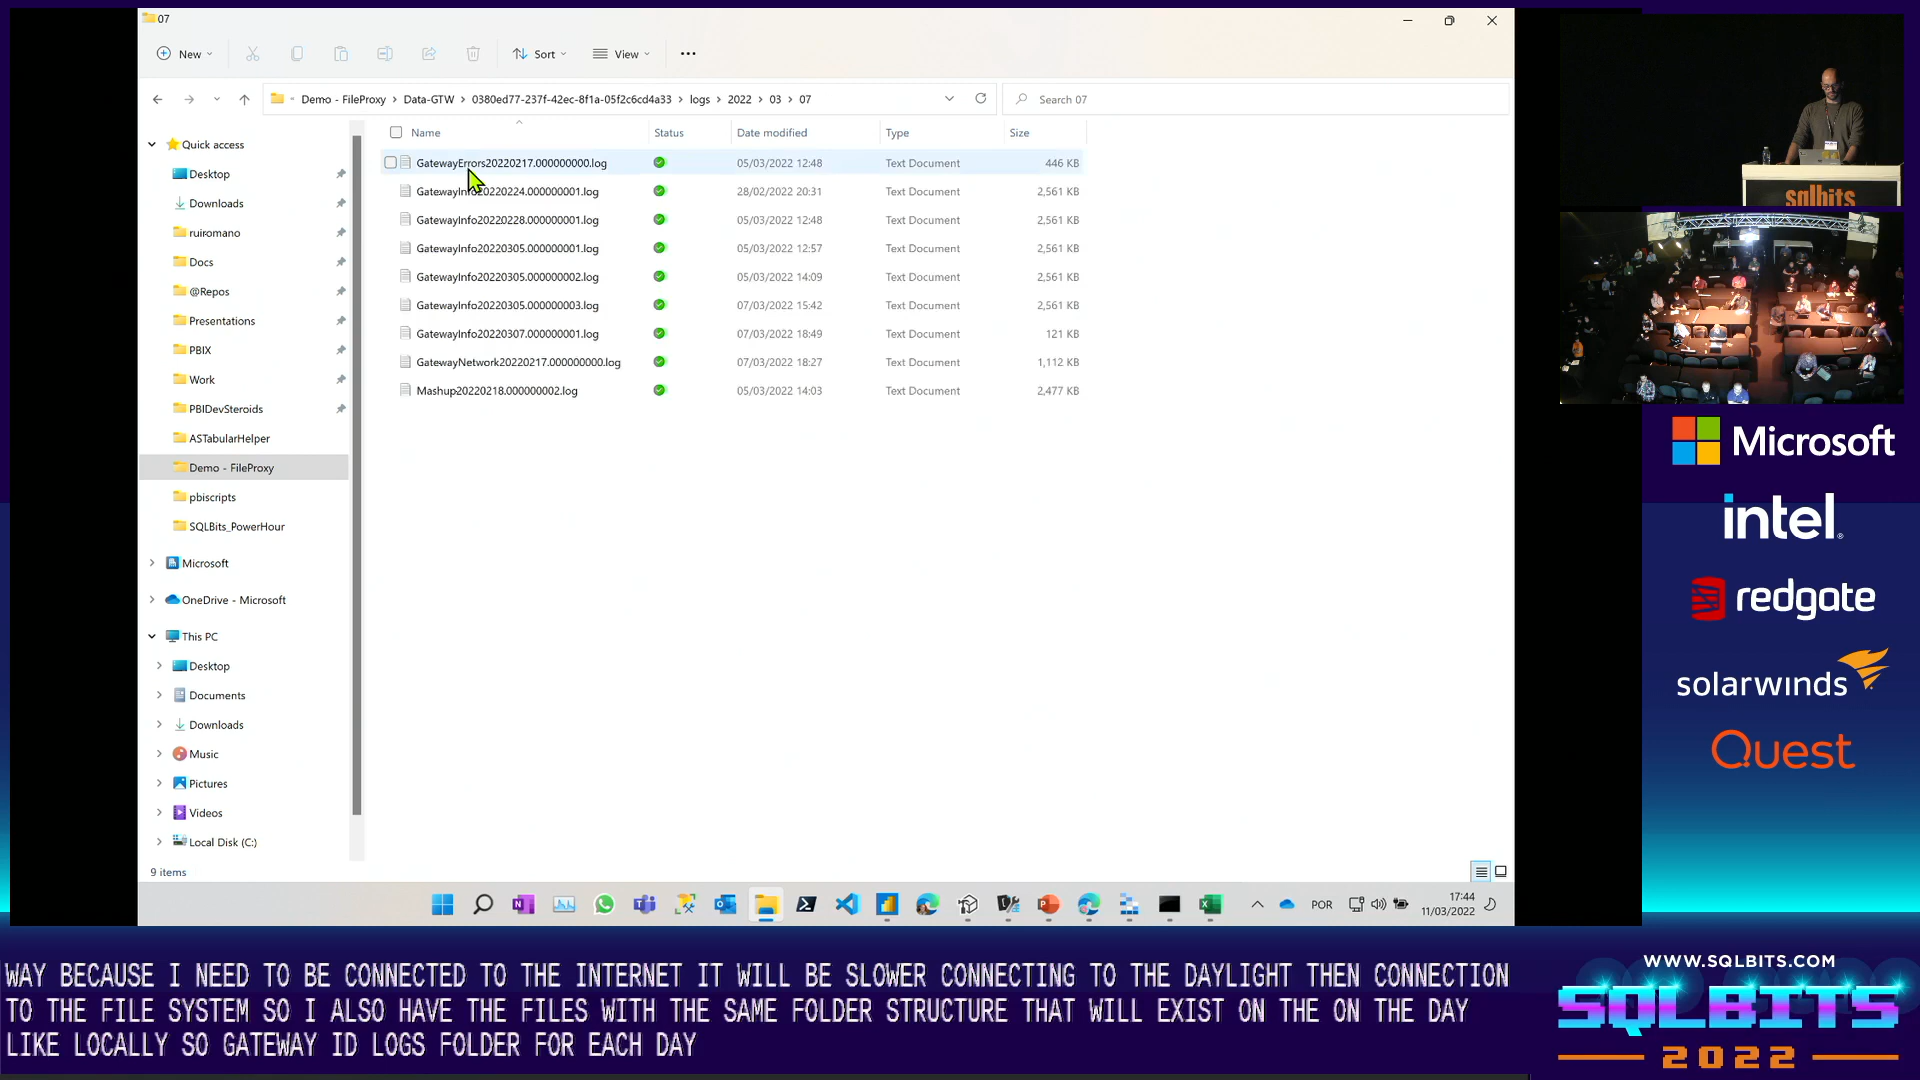 07
New
Sort
View
Demo - FileProxy > Data-GTW > 0380ed77-237f-42ec-8f1a-05f2c6cd4a33 > logs > 2022 > 03 > 07
Search 07
Name Status Date modified Type Size
GatewayErrors20220217.000000000.log 05/03/2022 12:48 Text Document 446 KB
GatewayInfo20220224.000000001.log 28/02/2022 20:31 Text Document 2,561 KB
GatewayInfo20220228.000000001.log 05/03/2022 12:48 Text Document 2,561 KB
GatewayInfo20220305.000000001.log 05/03/2022 12:57 Text Document 2,561 KB
GatewayInfo20220305.000000002.log 05/03/2022 14:09 Text Document 2,561 KB
GatewayInfo20220305.000000003.log 07/03/2022 15:42 Text Document 2,561 KB
GatewayInfo20220307.000000001.log 07/03/2022 18:49 Text Document 121 KB
GatewayNetwork20220217.000000000.log 07/03/2022 18:27 Text Document 1,112 KB
Mashup20220218.000000002.log 05/03/2022 14:03 Text Document 2,477 KB
Quick access
Desktop
Downloads
ruiromano
Docs
@Repos
Presentations
PBIX
Work
PBIDevSteroids
ASTabularHelper
Demo - FileProxy
pbiscripts
SQLBits_PowerHour
Microsoft
OneDrive - Microsoft
This PC
Desktop
Documents
Downloads
Music
Pictures
Videos
Local Disk (C:)
9 items
POR
17:44
11/03/2022
sqlbits
Microsoft
intel
redgate
solarwinds
Quest
WAY BECAUSE I NEED TO BE CONNECTED TO THE INTERNET IT WILL BE SLOWER CONNECTING TO THE DAYLIGHT THEN CONNECTION
TO THE FILE SYSTEM SO I ALSO HAVE THE FILES WITH THE SAME FOLDER STRUCTURE THAT WILL EXIST ON THE ON THE DAY
LIKE LOCALLY SO GATEWAY ID LOGS FOLDER FOR EACH DAY
WWW.SQLBITS.COM
SQLBITS
2022